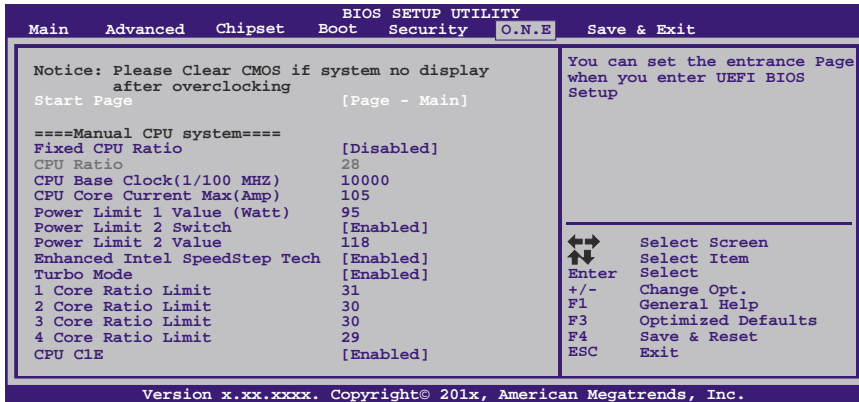 BIOS SETUP UTILITY
Main Advanced Chipset Boot Security O.N.E Save & Exit
Notice: Please Clear CMOS if system no display
after overclocking
Start Page [Page - Main]
====Manual CPU system====
Fixed CPU Ratio [Disabled]
CPU Ratio 28
CPU Base Clock(1/100 MHZ) 10000
CPU Core Current Max(Amp) 105
Power Limit 1 Value (Watt) 95
Power Limit 2 Switch [Enabled]
Power Limit 2 Value 118
Enhanced Intel SpeedStep Tech [Enabled]
Turbo Mode [Enabled]
1 Core Ratio Limit 31
2 Core Ratio Limit 30
3 Core Ratio Limit 30
4 Core Ratio Limit 29
CPU C1E [Enabled]
You can set the entrance Page
when you enter UEFI BIOS
Setup
Select Screen
Select Item
Enter Select
+/- Change Opt.
F1 General Help
F3 Optimized Defaults
F4 Save & Reset
ESC Exit
Version x.xx.xxxx. Copyright© 201x, American Megatrends, Inc.